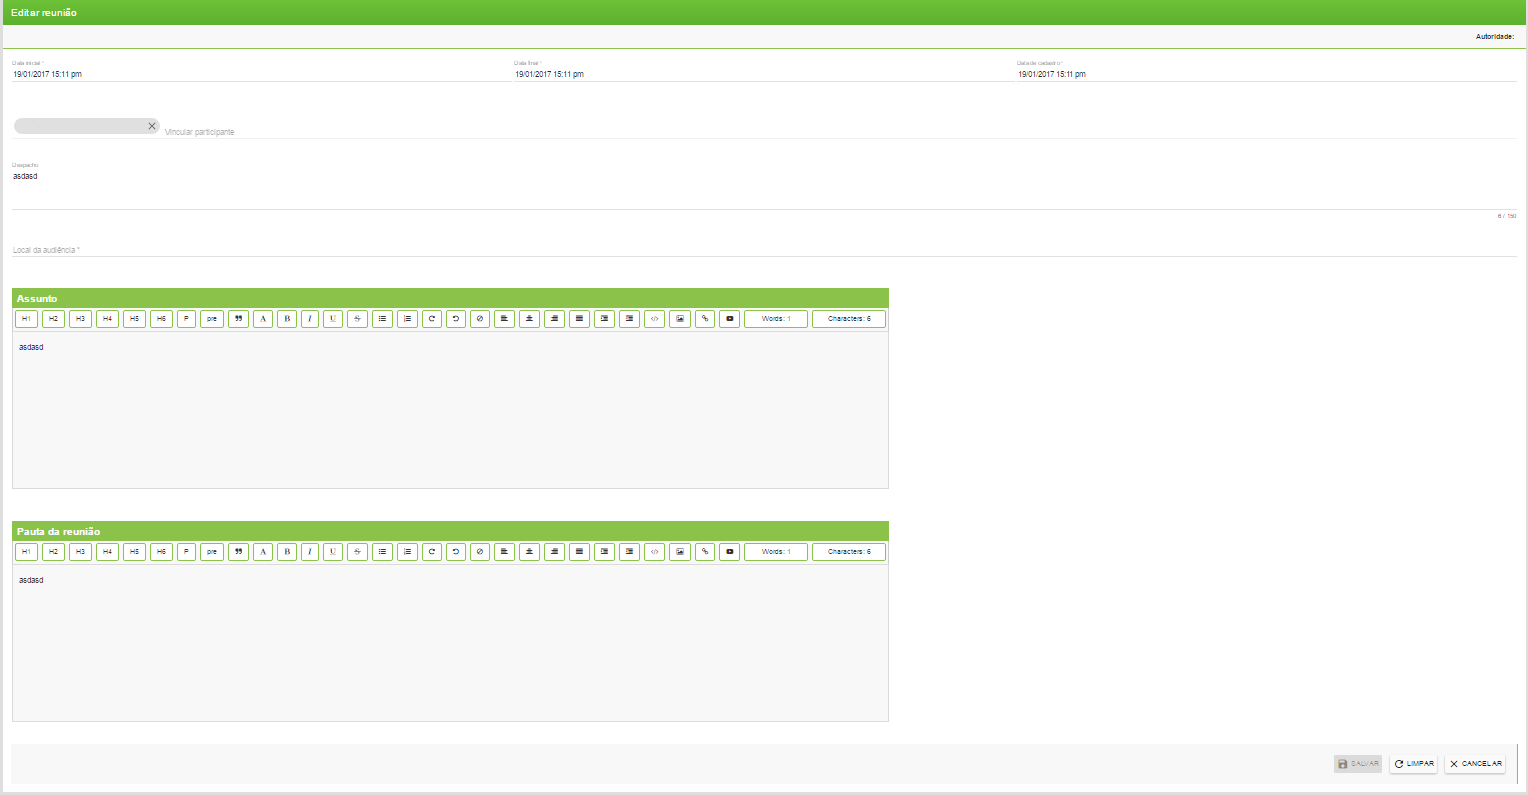 Editar reunião
Autoridade:
Data inicial * Data final * Data de cadastro *
19/01/2017 15:11 pm 19/01/2017 15:11 pm 19/01/2017 15:11 pm
Vincular participante
Despacho
asdasd
6 / 150
Local da audiência *
Assunto
H1 H2 H3 H4 H5 H6 P pre A B I U S Words: 1 Characters: 6
asdasd
Pauta da reunião
H1 H2 H3 H4 H5 H6 P pre A B I U S Words: 1 Characters: 6
asdasd
SALVAR LIMPAR CANCELAR